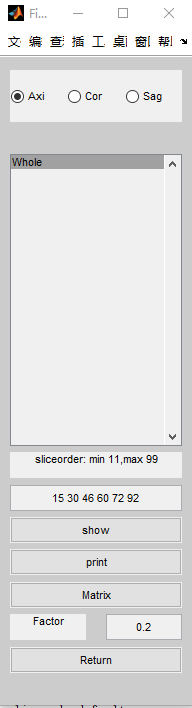 Fi...
文 编 查 插 工 桌 窗 帮
Axi Cor Sag
Whole
sliceorder: min 11,max 99
15 30 46 60 72 92
show
print
Matrix
Factor 0.2
Return